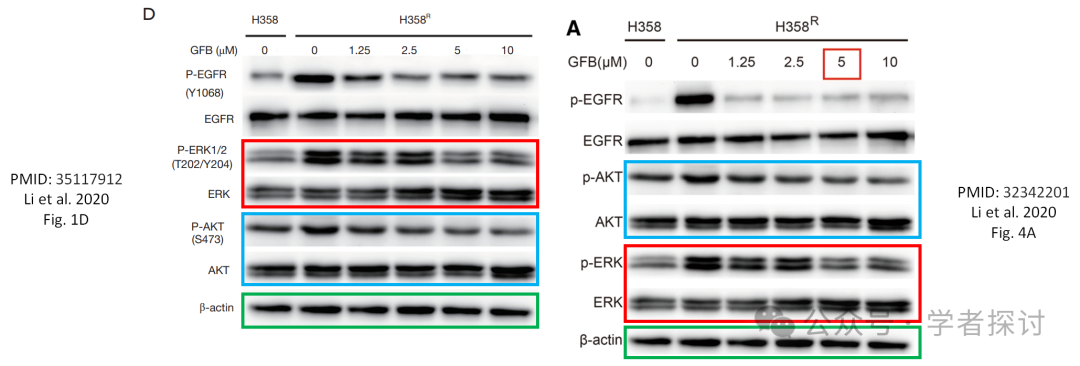 D
H358
H358R
GFB (μM)
0
0
1.25
2.5
5
10
P-EGFR
(Y1068)
EGFR
P-ERK1/2
(T202/Y204)
ERK
P-AKT
(S473)
AKT
β-actin
PMID: 35117912
Li et al. 2020
Fig. 1D
A
H358
H358R
GFB(μM)
0
0
1.25
2.5
5
10
p-EGFR
EGFR
p-AKT
AKT
p-ERK
ERK
β-actin
PMID: 32342201
Li et al. 2020
Fig. 4A
公众号 · 学者探讨